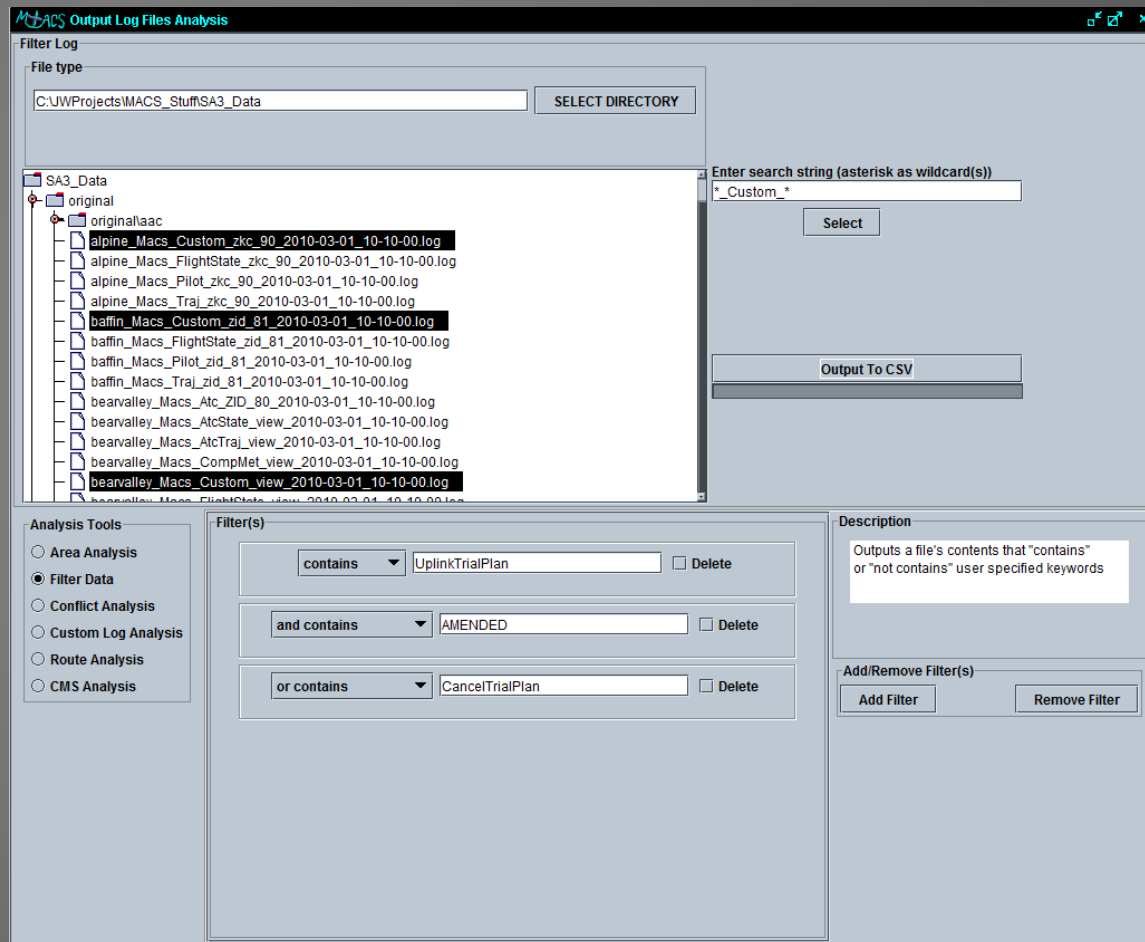 MACS Output Log Files Analysis
Filter Log
File type
C:\JWProjects\MACS_Stuff\SA3_Data
SELECT DIRECTORY
SA3_Data
original
original\aac
alpine_Macs_Custom_zkc_90_2010-03-01_10-10-00.log
alpine_Macs_FlightState_zkc_90_2010-03-01_10-10-00.log
alpine_Macs_Pilot_zkc_90_2010-03-01_10-10-00.log
alpine_Macs_Traj_zkc_90_2010-03-01_10-10-00.log
baffin_Macs_Custom_zid_81_2010-03-01_10-10-00.log
baffin_Macs_FlightState_zid_81_2010-03-01_10-10-00.log
baffin_Macs_Pilot_zid_81_2010-03-01_10-10-00.log
baffin_Macs_Traj_zid_81_2010-03-01_10-10-00.log
bearvalley_Macs_Atc_ZID_80_2010-03-01_10-10-00.log
bearvalley_Macs_AtcState_view_2010-03-01_10-10-00.log
bearvalley_Macs_AtcTraj_view_2010-03-01_10-10-00.log
bearvalley_Macs_CompMet_view_2010-03-01_10-10-00.log
bearvalley_Macs_Custom_view_2010-03-01_10-10-00.log
bearvalley_Macs_FlightState_view_2010-03-01_10-10-00.log
Enter search string (asterisk as wildcard(s))
*_Custom_*
Select
Output To CSV
Analysis Tools
Area Analysis
Filter Data
Conflict Analysis
Custom Log Analysis
Route Analysis
CMS Analysis
Filter(s)
contains UplinkTrialPlan Delete
and contains AMENDED Delete
or contains CancelTrialPlan Delete
Description
Outputs a file's contents that "contains"
or "not contains" user specified keywords
Add/Remove Filter(s)
Add Filter Remove Filter